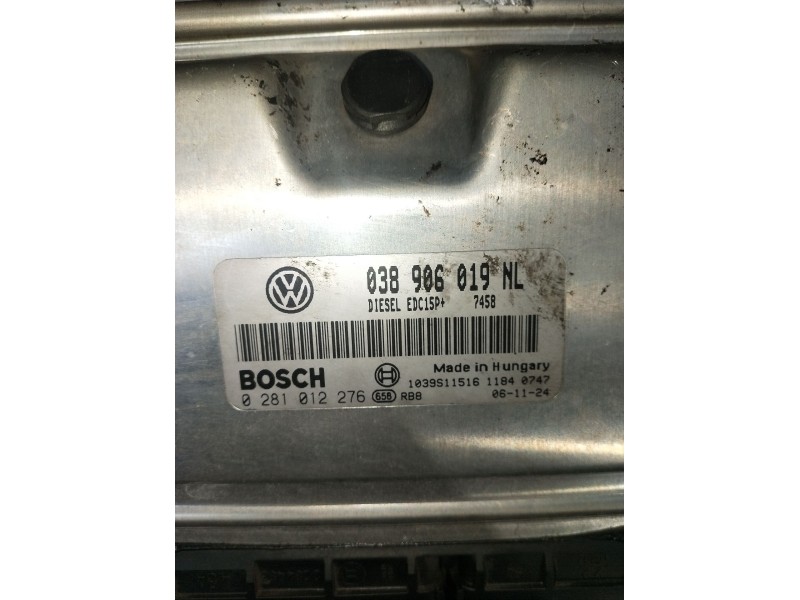 038 906 019 NL
DIESEL EDC15P+ 7458
BOSCH
Made in Hungary
1039S11516 1184 0747
0 281 012 276 658 RBB 06-11-24